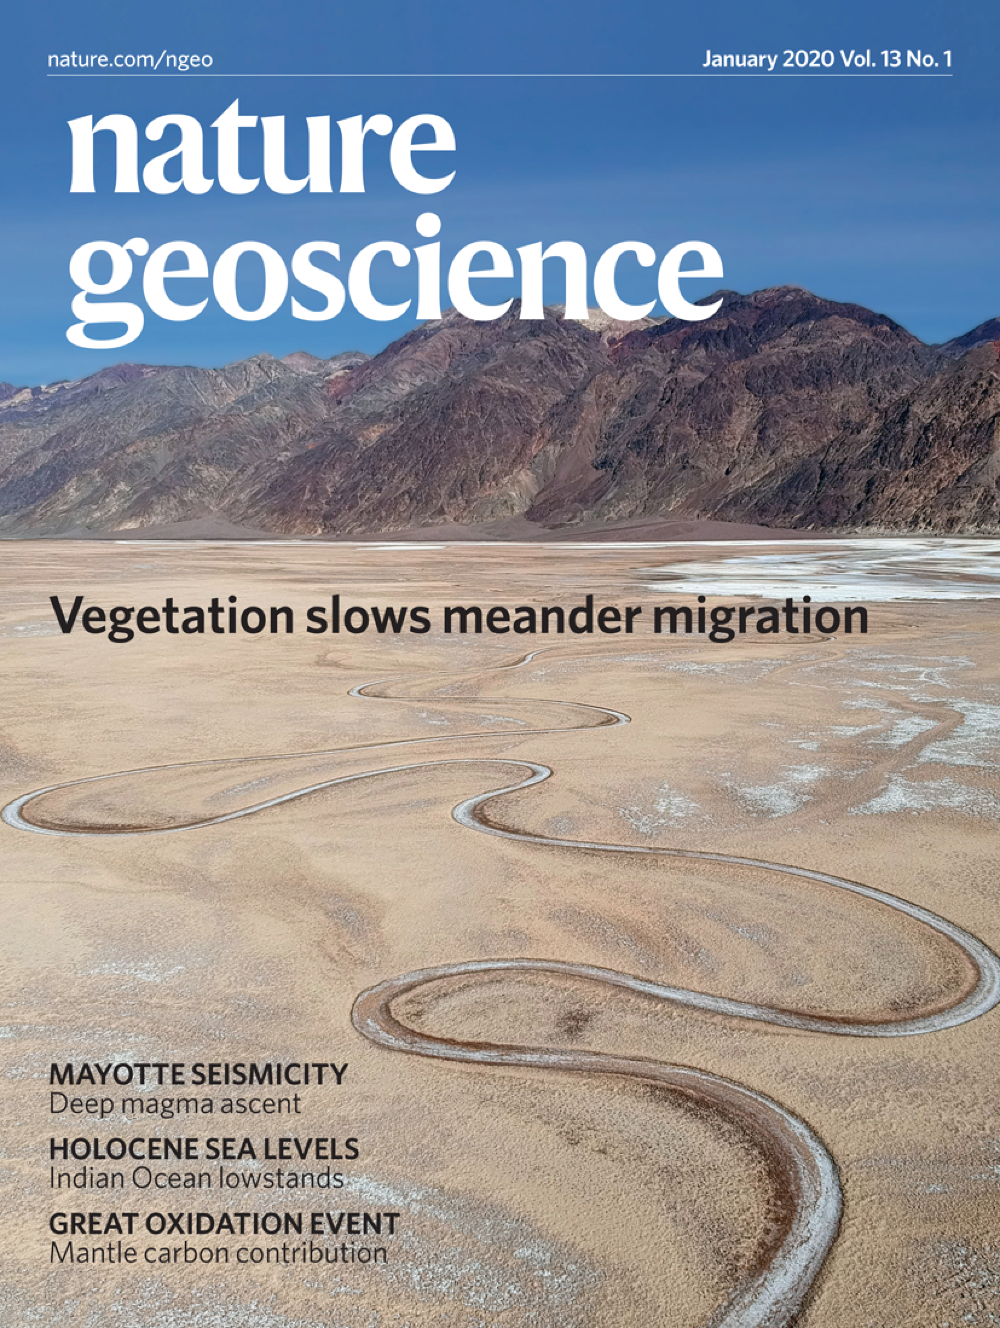 nature.com/ngeo
January 2020 Vol. 13 No. 1
nature
geoscience
Vegetation slows meander migration
MAYOTTE SEISMICITY
Deep magma ascent
HOLOCENE SEA LEVELS
Indian Ocean lowstands
GREAT OXIDATION EVENT
Mantle carbon contribution